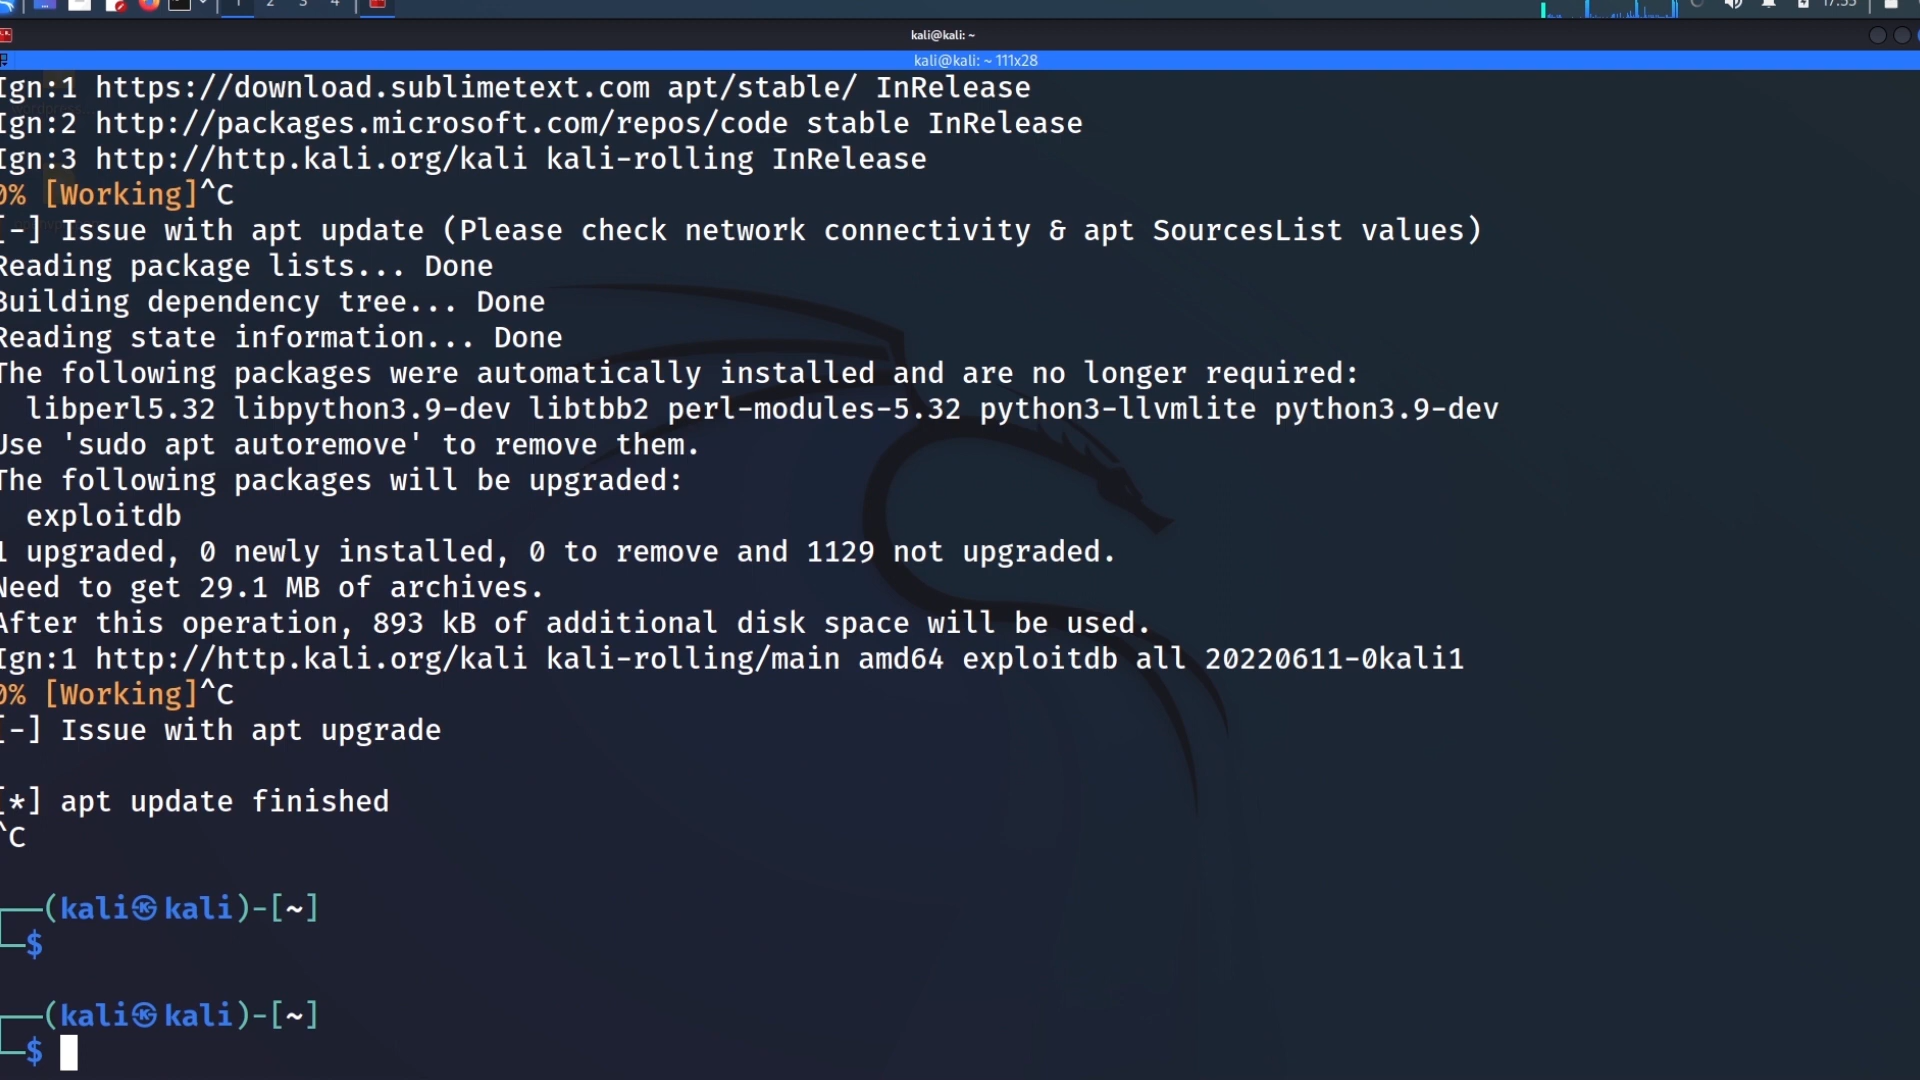 1 2 3 4 17:55
kali@kali: ~
kali@kali: ~ 111x28
Ign:1 https://download.sublimetext.com apt/stable/ InRelease
Ign:2 http://packages.microsoft.com/repos/code stable InRelease
Ign:3 http://http.kali.org/kali kali-rolling InRelease
0% [Working]^C
[-] Issue with apt update (Please check network connectivity & apt SourcesList values)
Reading package lists... Done
Building dependency tree... Done
Reading state information... Done
The following packages were automatically installed and are no longer required:
libperl5.32 libpython3.9-dev libtbb2 perl-modules-5.32 python3-llvmlite python3.9-dev
Use 'sudo apt autoremove' to remove them.
The following packages will be upgraded:
exploitdb
1 upgraded, 0 newly installed, 0 to remove and 1129 not upgraded.
Need to get 29.1 MB of archives.
After this operation, 893 kB of additional disk space will be used.
Ign:1 http://http.kali.org/kali kali-rolling/main amd64 exploitdb all 20220611-0kali1
0% [Working]^C
[-] Issue with apt upgrade
[*] apt update finished
^C
┌──(kali㉿kali)-[~]
└─$
┌──(kali㉿kali)-[~]
└─$